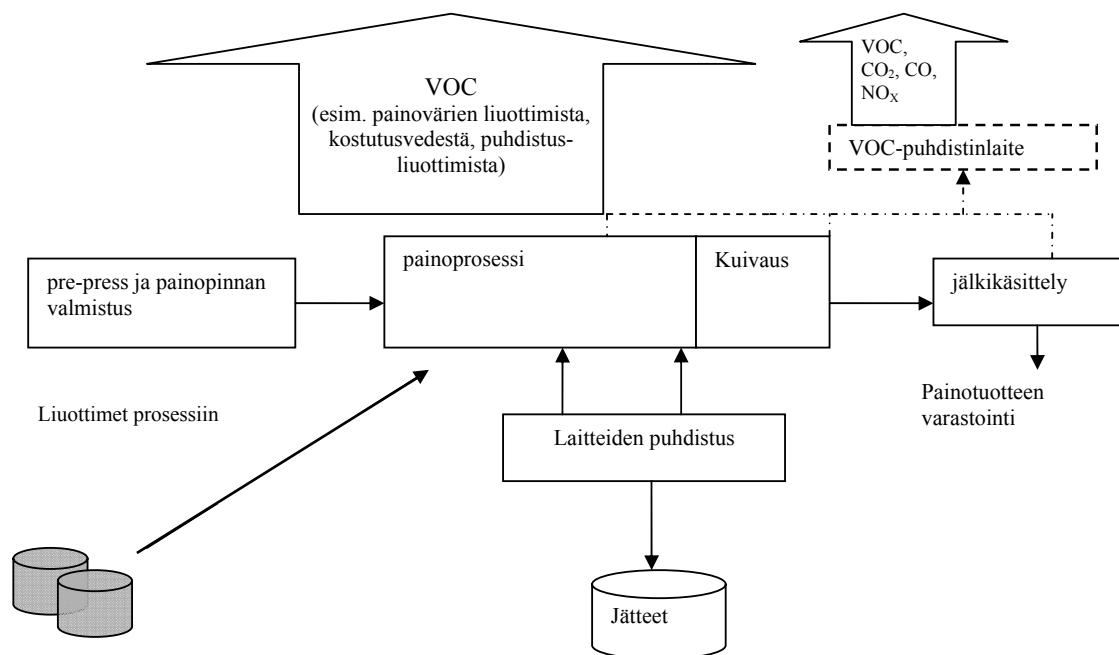 VOC
(esim. painovärien liuottimista,
kostutusvedestä, puhdistus-
liuottimista)
VOC,
CO₂, CO,
NOₓ
VOC-puhdistinlaite
pre-press ja painopinnan
valmistus
painoprosessi
Kuivaus
jälkikäsittely
Liuottimet prosessiin
Painotuotteen
varastointi
Laitteiden puhdistus
Jätteet